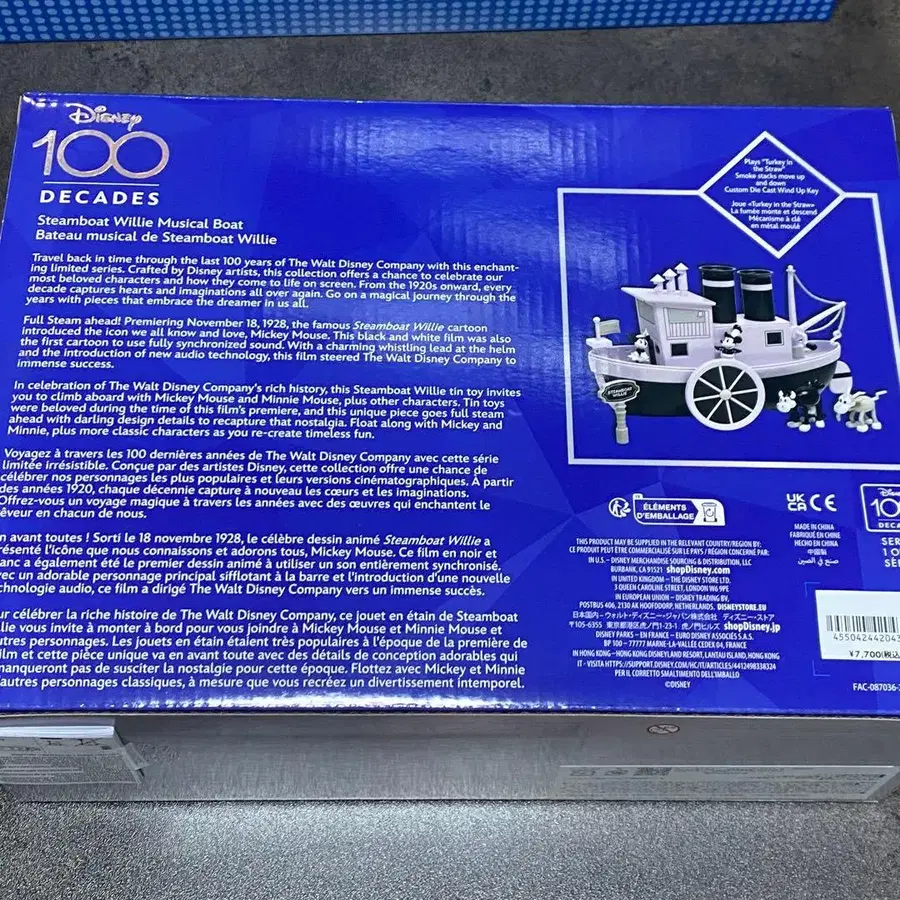 Disney
100
DECADES
Steamboat Willie Musical Boat
Bateau musical de Steamboat Willie
Travel back in time through the last 100 years of The Walt Disney Company with this enchant-
ing limited series. Crafted by Disney artists, this collection offers a chance to celebrate our
most beloved characters and how they come to life on screen. From the 1920s onward, every
decade captures hearts and imaginations all over again. Go on a magical journey through the
years with pieces that embrace the dreamer in us all.
Full Steam ahead! Premiering November 18, 1928, the famous Steamboat Willie cartoon
introduced the icon we all know and love, Mickey Mouse. This black and white film was also
the first cartoon to use fully synchronized sound. With a charming whistling lead at the helm
and the introduction of new audio technology, this film steered The Walt Disney Company to
immense success.
In celebration of The Walt Disney Company's rich history, this Steamboat Willie tin toy invites
you to climb aboard with Mickey Mouse and Minnie Mouse, plus other characters. Tin toys
were beloved during the time of this film's premiere, and this unique piece goes full steam
ahead with darling design details to recapture that nostalgia. Float along with Mickey and
Minnie, plus more classic characters as you re-create timeless fun.
Voyagez à travers les 100 dernières années de The Walt Disney Company avec cette série
limitée irrésistible. Conçue par des artistes Disney, cette collection offre une chance de
célébrer nos personnages les plus populaires et leurs versions cinématographiques. À partir
des années 1920, chaque décennie capture à nouveau les cœurs et les imaginations.
Offrez-vous un voyage magique à travers les années avec des œuvres qui enchantent le
rêveur en chacun de nous.
n avant toutes ! Sorti le 18 novembre 1928, le célèbre dessin animé Steamboat Willie a
résenté l'icône que nous connaissons et adorons tous, Mickey Mouse. Ce film en noir et
anc a également été le premier dessin animé à utiliser un son entièrement synchronisé.
ec un adorable personnage principal sifflotant à la barre et l'introduction d'une nouvelle
chnologie audio, ce film a dirigé The Walt Disney Company vers un immense succès.
ur célébrer la riche histoire de The Walt Disney Company, ce jouet en étain de Steamboat
llie vous invite à monter à bord pour vous joindre à Mickey Mouse et Minnie Mouse et
utres personnages. Les jouets en étain étaient très populaires à l'époque de la première de
ilm et cette pièce unique va en avant toute avec des détails de conception adorables qui
manqueront pas de susciter la nostalgie pour cette époque. Flottez avec Mickey et Minnie
'autres personnages classiques, à mesure que vous recréez un divertissement intemporel.
Plays "Turkey in
the Straw"
Smoke stacks move up
and down
Custom Die Cast Wind Up Key
Joue «Turkey in the Straw»
La fumée monte et descend
Mécanisme à clé
en métal moulé
STEAMBOAT
WILLIE
ÉLÉMENTS
D'EMBALLAGE
UK
CA CE
MADE IN CHINA
FABRIQUÉ EN CHINE
HECHO EN CHINA
中国製
صنع في الصين
Disney
10
DECA
SER
1 O
SÉ
THIS PRODUCT MAY BE SUPPLIED IN THE RELEVANT COUNTRY/REGION BY:
CE PRODUIT PEUT ÊTRE COMMERCIALISÉ SUR LE PAYS / RÉGION CONCERNÉ PAR:
IN U.S. - DISNEY MERCHANDISE SOURCING & DISTRIBUTION, LLC
BURBANK, CA 91521 shopDisney.com
IN UNITED KINGDOM - THE DISNEY STORE LTD.
3 QUEEN CAROLINE STREET, LONDON W6 9PE
IN EUROPEAN UNION - DISNEY TRADING BV,
POSTBUS 406, 2130 AK HOOFDDORP, NETHERLANDS. DISNEYSTORE.EU
日本国内 - ウォルト・ディズニー・ジャパン株式会社 ディズニー・ストア
〒105-6355 東京都港区虎ノ門1-23-1 虎ノ門ヒルズ shopDisney.jp
DISNEY PARKS – EN FRANCE – EURO DISNEY ASSOCIÉS S.A.S.
BP 100 - 77777 MARNE-LA-VALLÉE CEDEX 04, FRANCE
IN HONG KONG - HONG KONG DISNEYLAND RESORT, LANTAU ISLAND, HONG KONG
IT - VISITA HTTPS://SUPPORT.DISNEY.COM/HC/IT/ARTICLES/4412498338324
PER IL CORRETTO SMALTIMENTO DELL'IMBALLO
©DISNEY
455042442043
¥7,700(税込
FAC-087036-